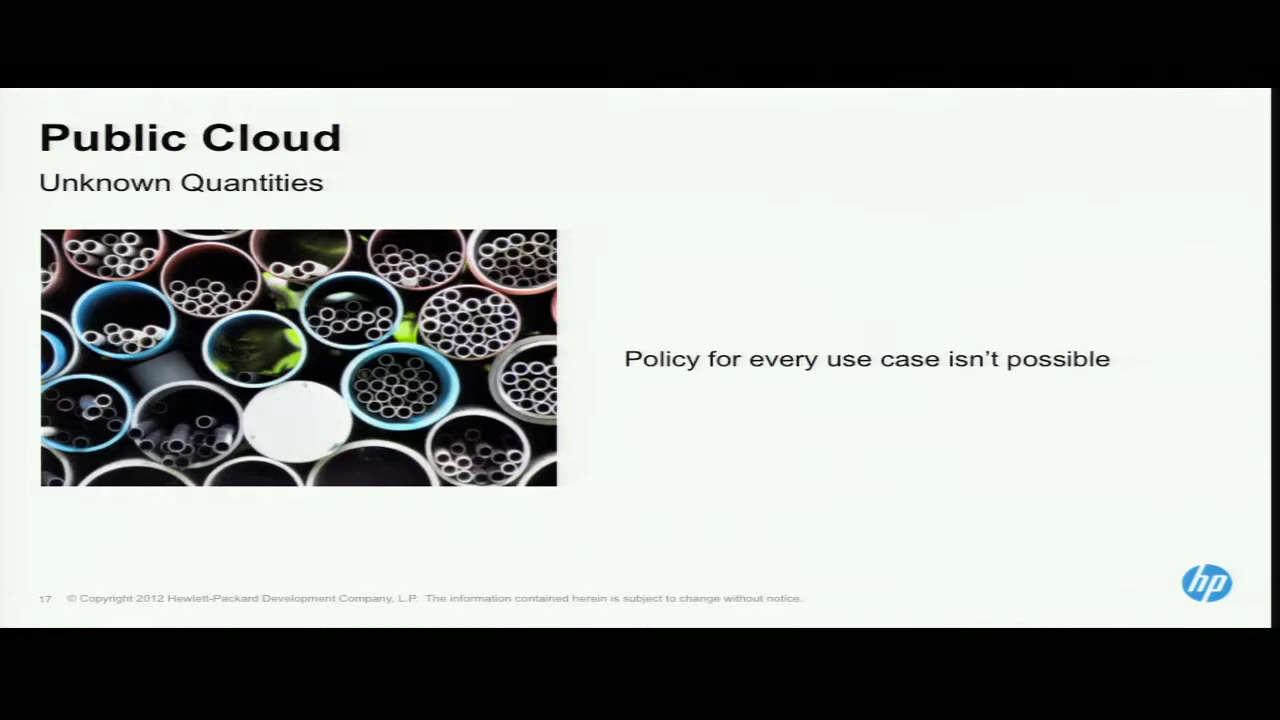 Public Cloud
Unknown Quantities
Policy for every use case isn’t possible
17 © Copyright 2012 Hewlett-Packard Development Company, L.P. The information contained herein is subject to change without notice.
hp